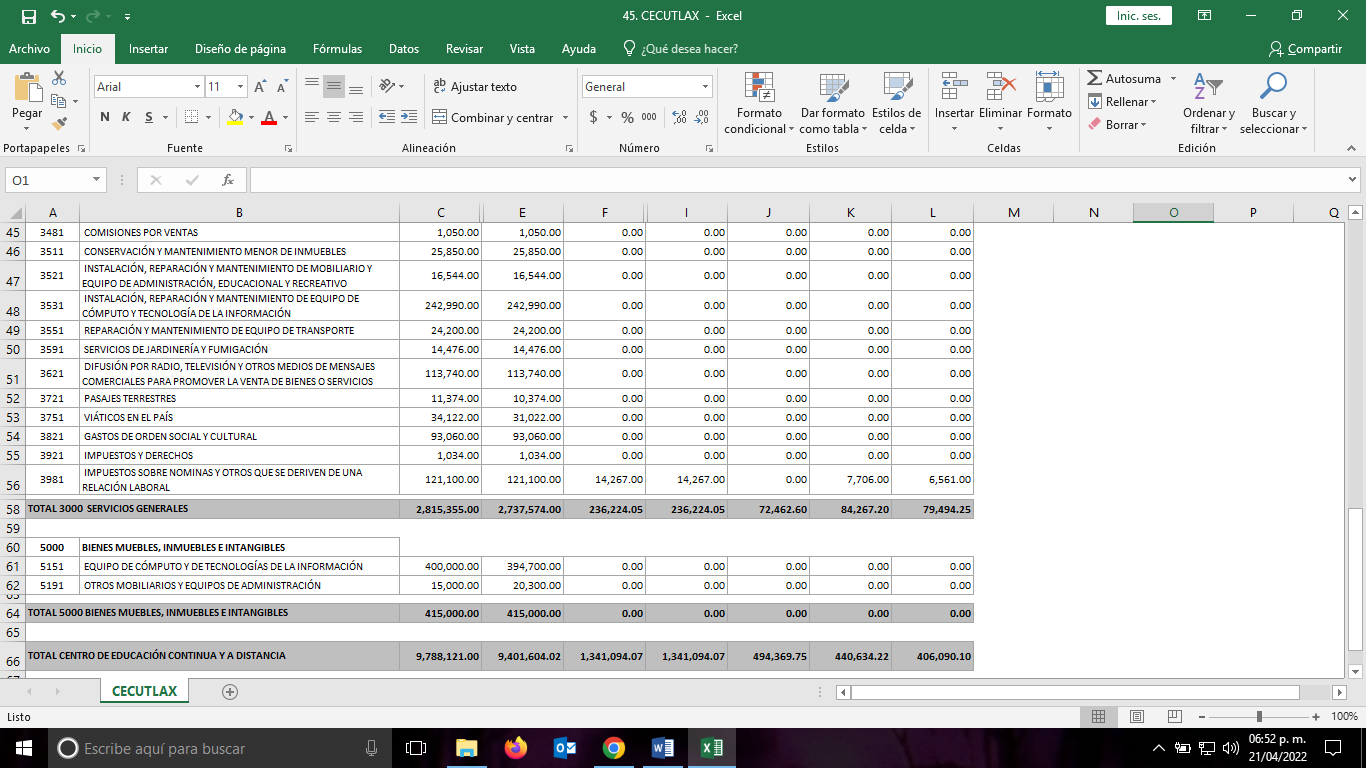 45. CECUTLAX - Excel
Inic. ses.
Archivo Inicio Insertar Diseño de página Fórmulas Datos Revisar Vista Ayuda ¿Qué desea hacer? Compartir
Pegar
Portapapeles
Arial 11
N K S
Fuente
Ajustar texto
Combinar y centrar
Alineación
General
$ % 000
Número
Formato condicional
Dar formato como tabla
Estilos de celda
Estilos
Insertar Eliminar Formato
Celdas
Autosuma
Rellenar
Borrar
Ordenar y filtrar
Buscar y seleccionar
Edición
O1 fx
A B C E F I J K L M N O P Q
45 3481 COMISIONES POR VENTAS 1,050.00 1,050.00 0.00 0.00 0.00 0.00 0.00
46 3511 CONSERVACIÓN Y MANTENIMIENTO MENOR DE INMUEBLES 25,850.00 25,850.00 0.00 0.00 0.00 0.00 0.00
INSTALACIÓN, REPARACIÓN Y MANTENIMIENTO DE MOBILIARIO Y
47 3521 EQUIPO DE ADMINISTRACIÓN, EDUCACIONAL Y RECREATIVO 16,544.00 16,544.00 0.00 0.00 0.00 0.00 0.00
INSTALACIÓN, REPARACIÓN Y MANTENIMIENTO DE EQUIPO DE
48 3531 CÓMPUTO Y TECNOLOGÍA DE LA INFORMACIÓN 242,990.00 242,990.00 0.00 0.00 0.00 0.00 0.00
49 3551 REPARACIÓN Y MANTENIMIENTO DE EQUIPO DE TRANSPORTE 24,200.00 24,200.00 0.00 0.00 0.00 0.00 0.00
50 3591 SERVICIOS DE JARDINERÍA Y FUMIGACIÓN 14,476.00 14,476.00 0.00 0.00 0.00 0.00 0.00
DIFUSIÓN POR RADIO, TELEVISIÓN Y OTROS MEDIOS DE MENSAJES
51 3621 COMERCIALES PARA PROMOVER LA VENTA DE BIENES O SERVICIOS 113,740.00 113,740.00 0.00 0.00 0.00 0.00 0.00
52 3721 PASAJES TERRESTRES 11,374.00 10,374.00 0.00 0.00 0.00 0.00 0.00
53 3751 VIÁTICOS EN EL PAÍS 34,122.00 31,022.00 0.00 0.00 0.00 0.00 0.00
54 3821 GASTOS DE ORDEN SOCIAL Y CULTURAL 93,060.00 93,060.00 0.00 0.00 0.00 0.00 0.00
55 3921 IMPUESTOS Y DERECHOS 1,034.00 1,034.00 0.00 0.00 0.00 0.00 0.00
IMPUESTOS SOBRE NOMINAS Y OTROS QUE SE DERIVEN DE UNA
56 3981 RELACIÓN LABORAL 121,100.00 121,100.00 14,267.00 14,267.00 0.00 7,706.00 6,561.00
58 TOTAL 3000 SERVICIOS GENERALES 2,815,355.00 2,737,574.00 236,224.05 236,224.05 72,462.60 84,267.20 79,494.25
59
60 5000 BIENES MUEBLES, INMUEBLES E INTANGIBLES
61 5151 EQUIPO DE CÓMPUTO Y DE TECNOLOGÍAS DE LA INFORMACIÓN 400,000.00 394,700.00 0.00 0.00 0.00 0.00 0.00
62 5191 OTROS MOBILIARIOS Y EQUIPOS DE ADMINISTRACIÓN 15,000.00 20,300.00 0.00 0.00 0.00 0.00 0.00
64 TOTAL 5000 BIENES MUEBLES, INMUEBLES E INTANGIBLES 415,000.00 415,000.00 0.00 0.00 0.00 0.00 0.00
65
66 TOTAL CENTRO DE EDUCACIÓN CONTINUA Y A DISTANCIA 9,788,121.00 9,401,604.02 1,341,094.07 1,341,094.07 494,369.75 440,634.22 406,090.10
CECUTLAX
Listo 100%
Escribe aquí para buscar
06:52 p. m.
21/04/2022